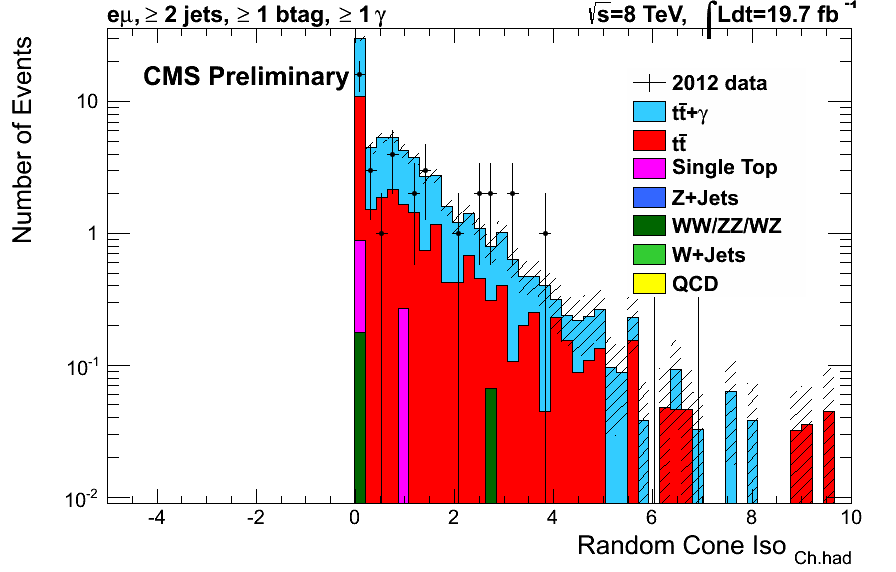 eμ, ≥ 2 jets, ≥ 1 btag, ≥ 1 γ
√s=8 TeV, ∫Ldt=19.7 fb⁻¹
CMS Preliminary
Number of Events
10
1
10⁻¹
10⁻²
2012 data
tt̄+γ
tt̄
Single Top
Z+Jets
WW/ZZ/WZ
W+Jets
QCD
-4 -2 0 2 4 6 8 10
Random Cone Iso Ch.had